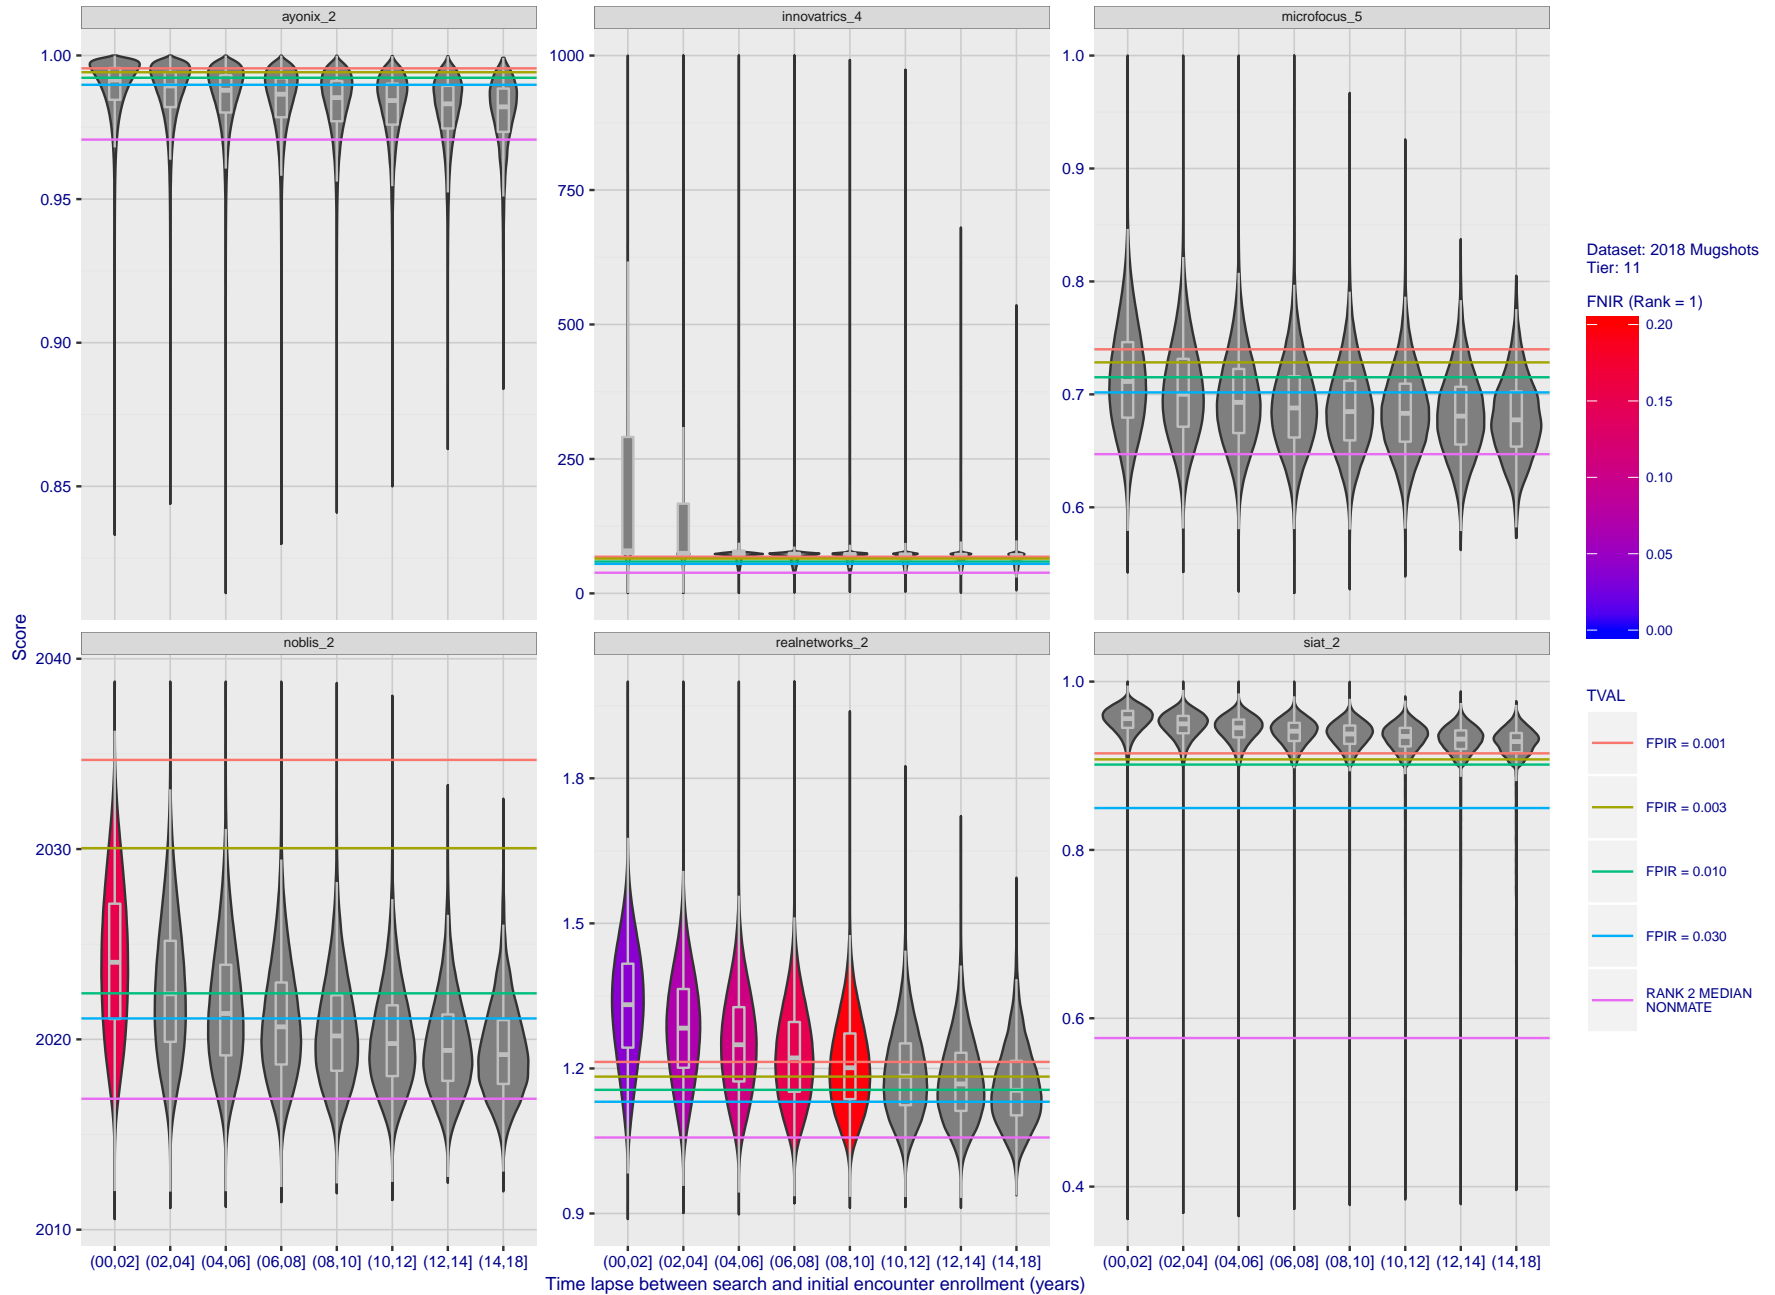 ayonix_2
innovatrics_4
microfocus_5
1.00
0.95
0.90
0.85
1000
750
500
250
0
1.0
0.9
0.8
0.7
0.6
Dataset: 2018 Mugshots
Tier: 11
FNIR (Rank = 1)
0.20
0.15
0.10
0.05
0.00
Score
noblis_2
realnetworks_2
siat_2
2040
2030
2020
2010
1.8
1.5
1.2
0.9
1.0
0.8
0.6
0.4
TVAL
FPIR = 0.001
FPIR = 0.003
FPIR = 0.010
FPIR = 0.030
RANK 2 MEDIAN
NONMATE
(00,02] (02,04] (04,06] (06,08] (08,10] (10,12] (12,14] (14,18]
(00,02] (02,04] (04,06] (06,08] (08,10] (10,12] (12,14] (14,18]
(00,02] (02,04] (04,06] (06,08] (08,10] (10,12] (12,14] (14,18]
Time lapse between search and initial encounter enrollment (years)